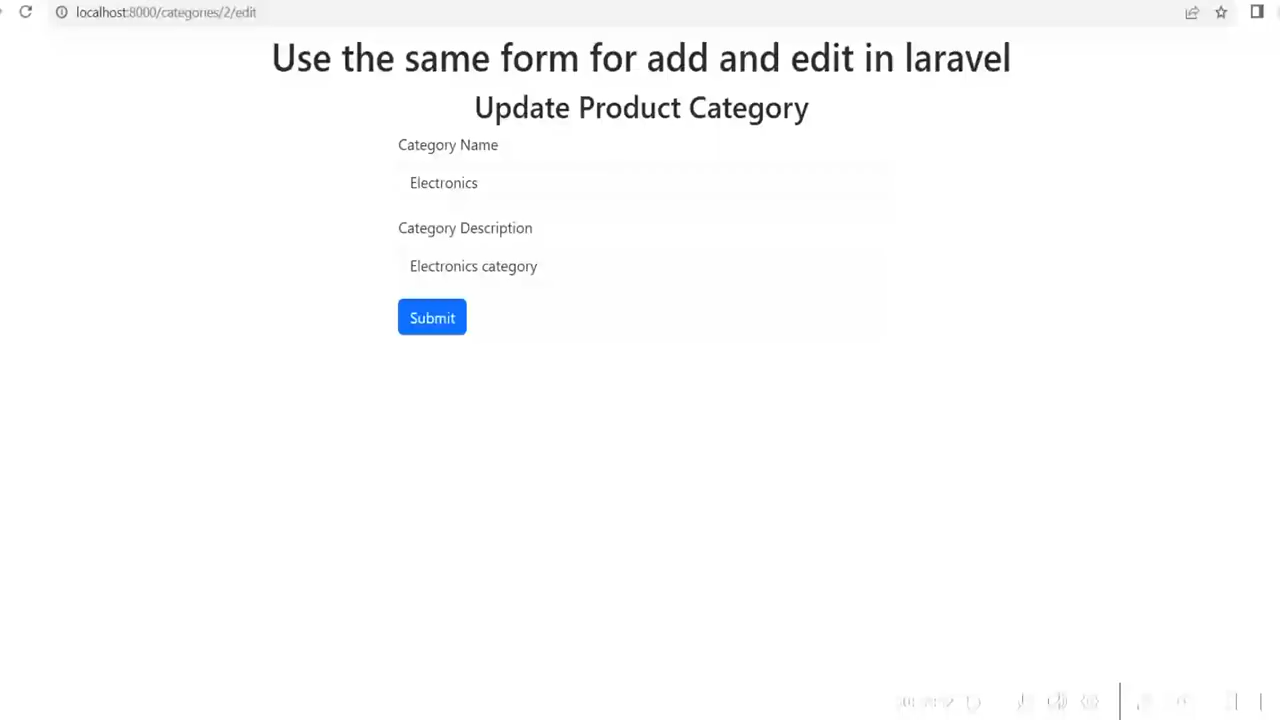 localhost:8000/categories/2/edit
Use the same form for add and edit in laravel
Update Product Category
Category Name
Electronics
Category Description
Electronics category
Submit